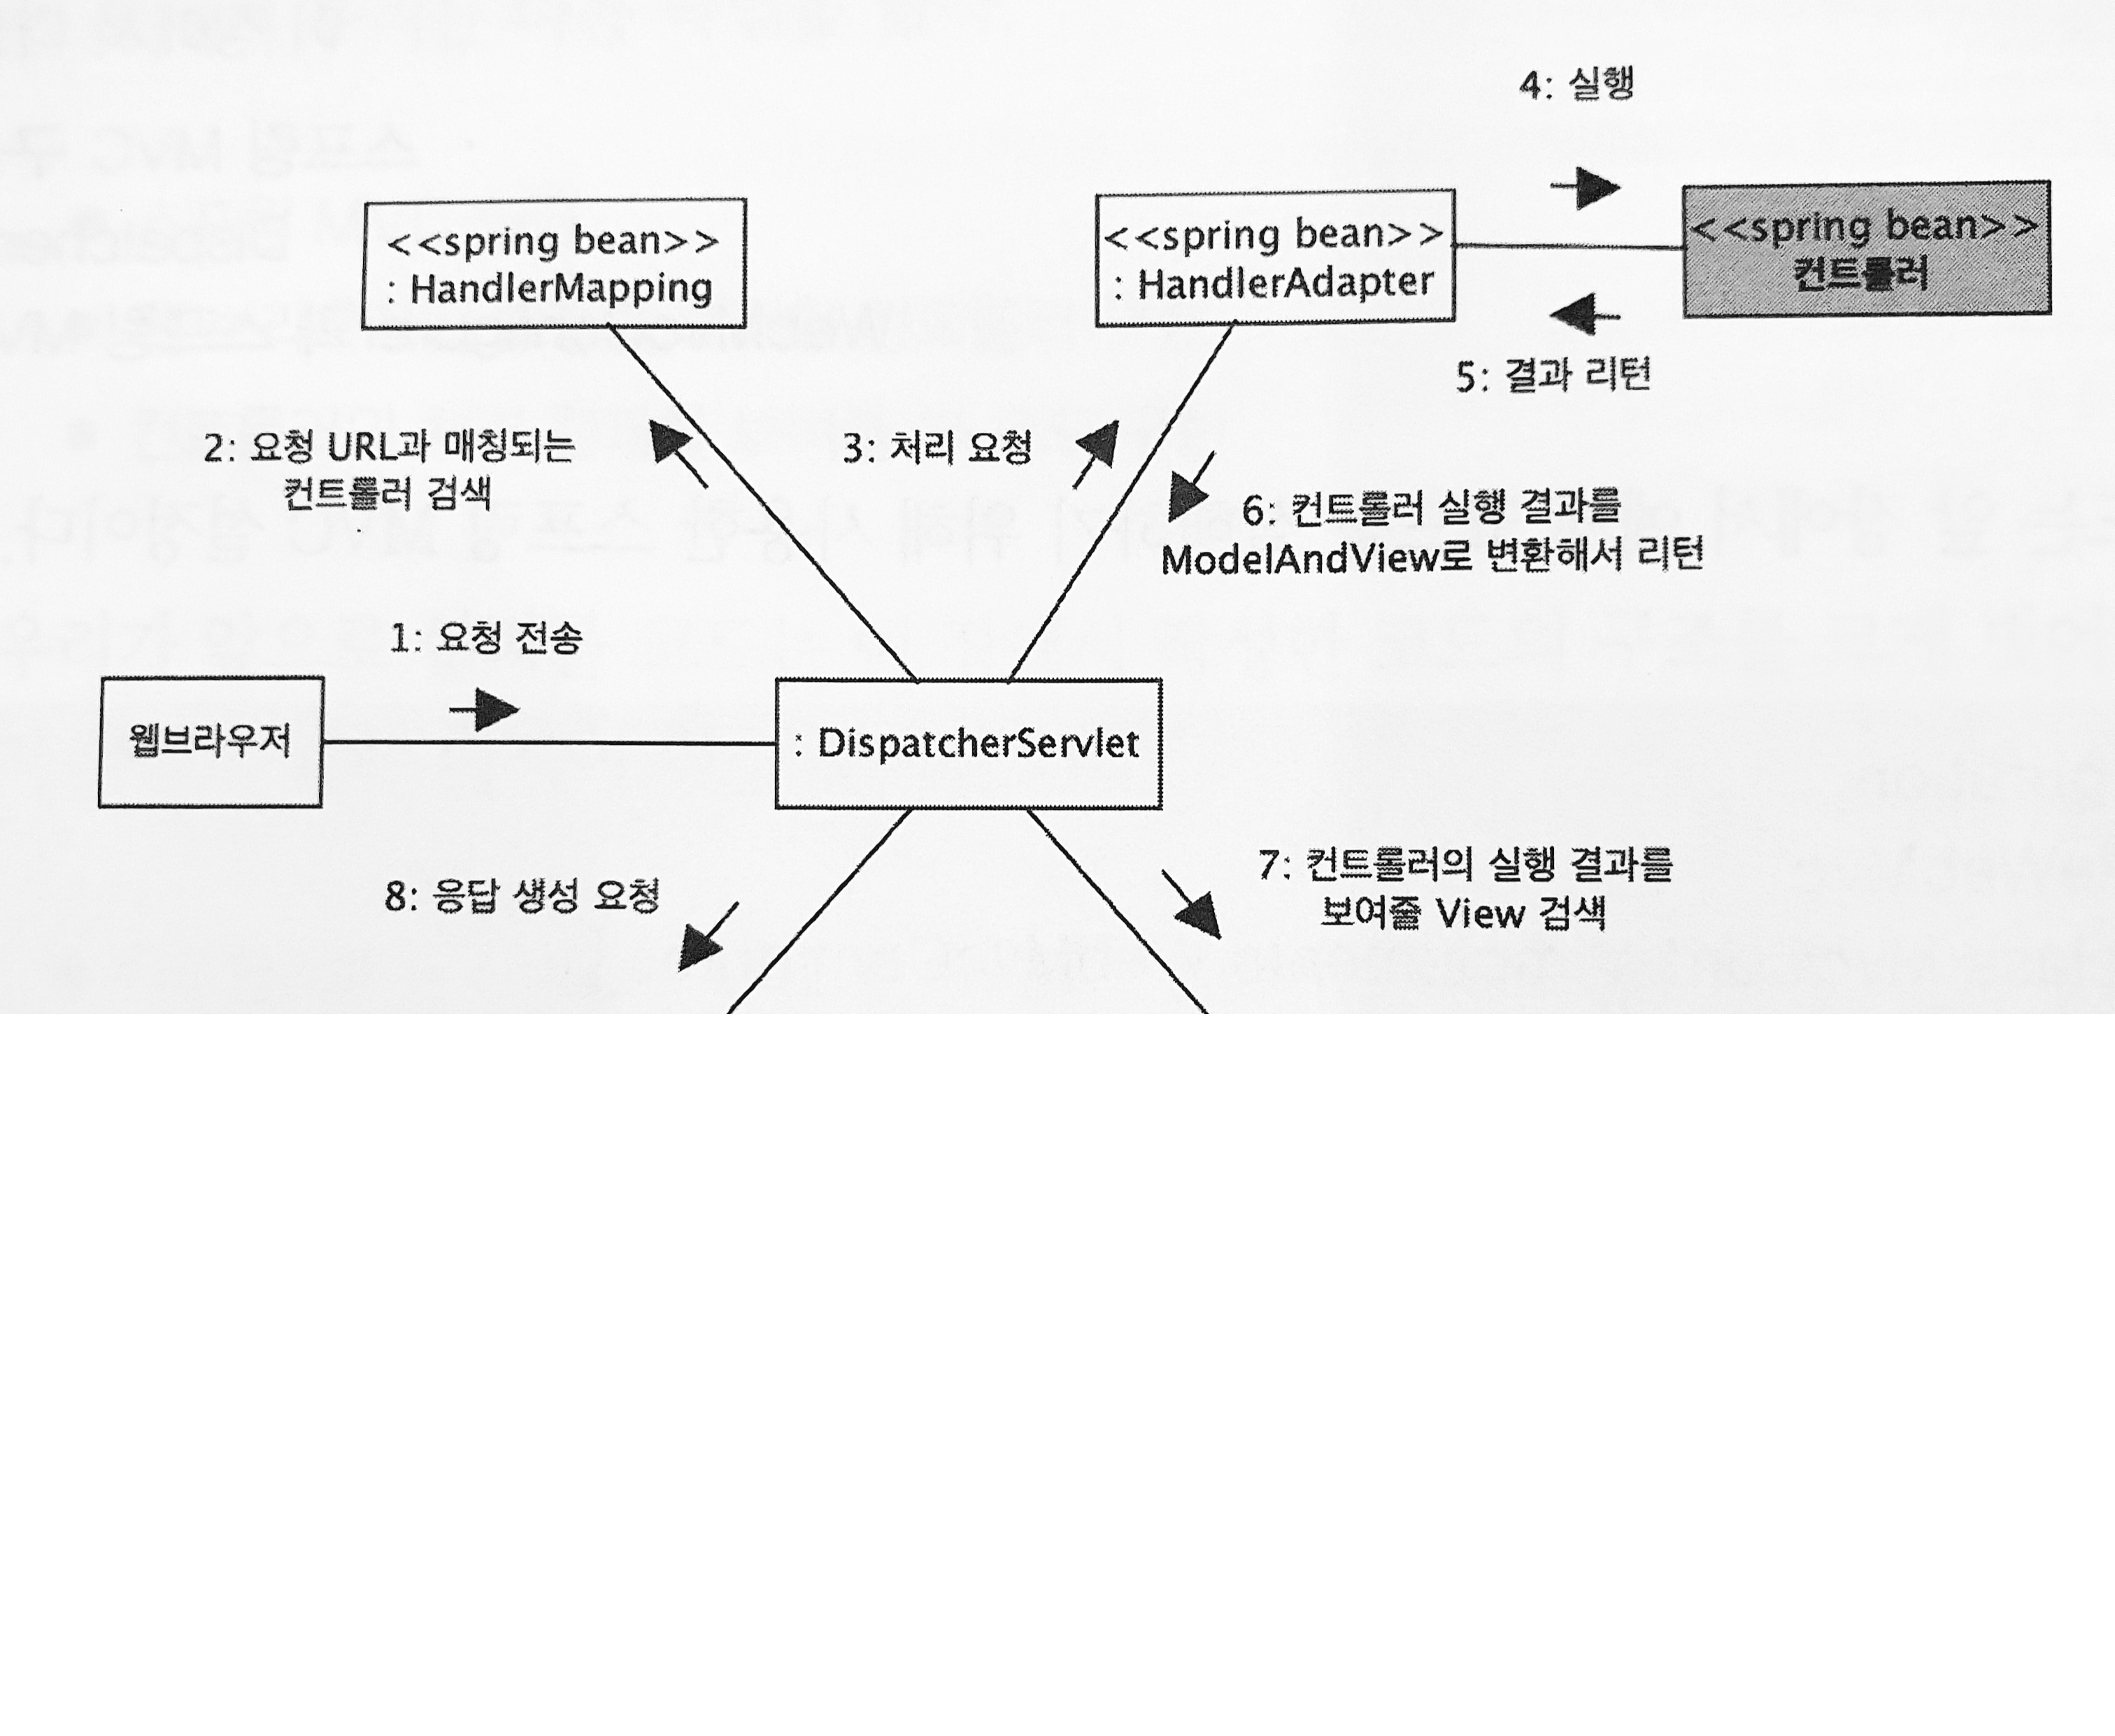 4: 실행
<<spring bean>>
: HandlerMapping
<<spring bean>>
: HandlerAdapter
<<spring bean>>
컨트롤러
5: 결과 리턴
2: 요청 URL과 매칭되는
컨트롤러 검색
3: 처리 요청
6: 컨트롤러 실행 결과를
ModelAndView로 변환해서 리턴
1: 요청 전송
웹브라우저
: DispatcherServlet
8: 응답 생성 요청
7: 컨트롤러의 실행 결과를
보여줄 View 검색